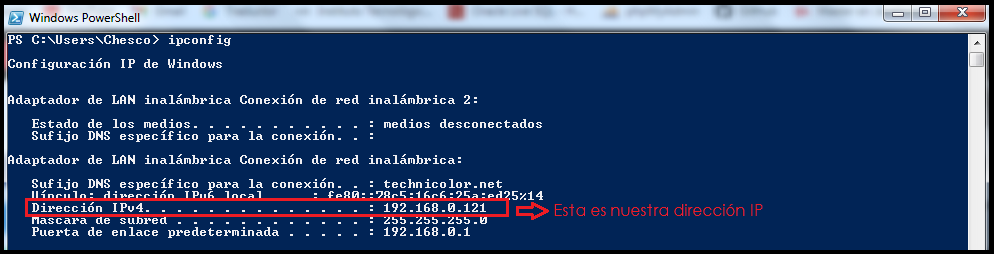 Windows PowerShell
PS C:\Users\Chesco> ipconfig
Configuración IP de Windows
Adaptador de LAN inalámbrica Conexión de red inalámbrica 2:
Estado de los medios. . . . . . . . . . . : medios desconectados
Sufijo DNS específico para la conexión. . :
Adaptador de LAN inalámbrica Conexión de red inalámbrica:
Sufijo DNS específico para la conexión. . : technicolor.net
Vínculo: dirección IPv6 local. . . : fe80::28c5:16c6:25a:ed25%14
Dirección IPv4. . . . . . . . . . . . . . : 192.168.0.121
Esta es nuestra dirección IP
Máscara de subred . . . . . . . . . . . . : 255.255.255.0
Puerta de enlace predeterminada . . . . . : 192.168.0.1